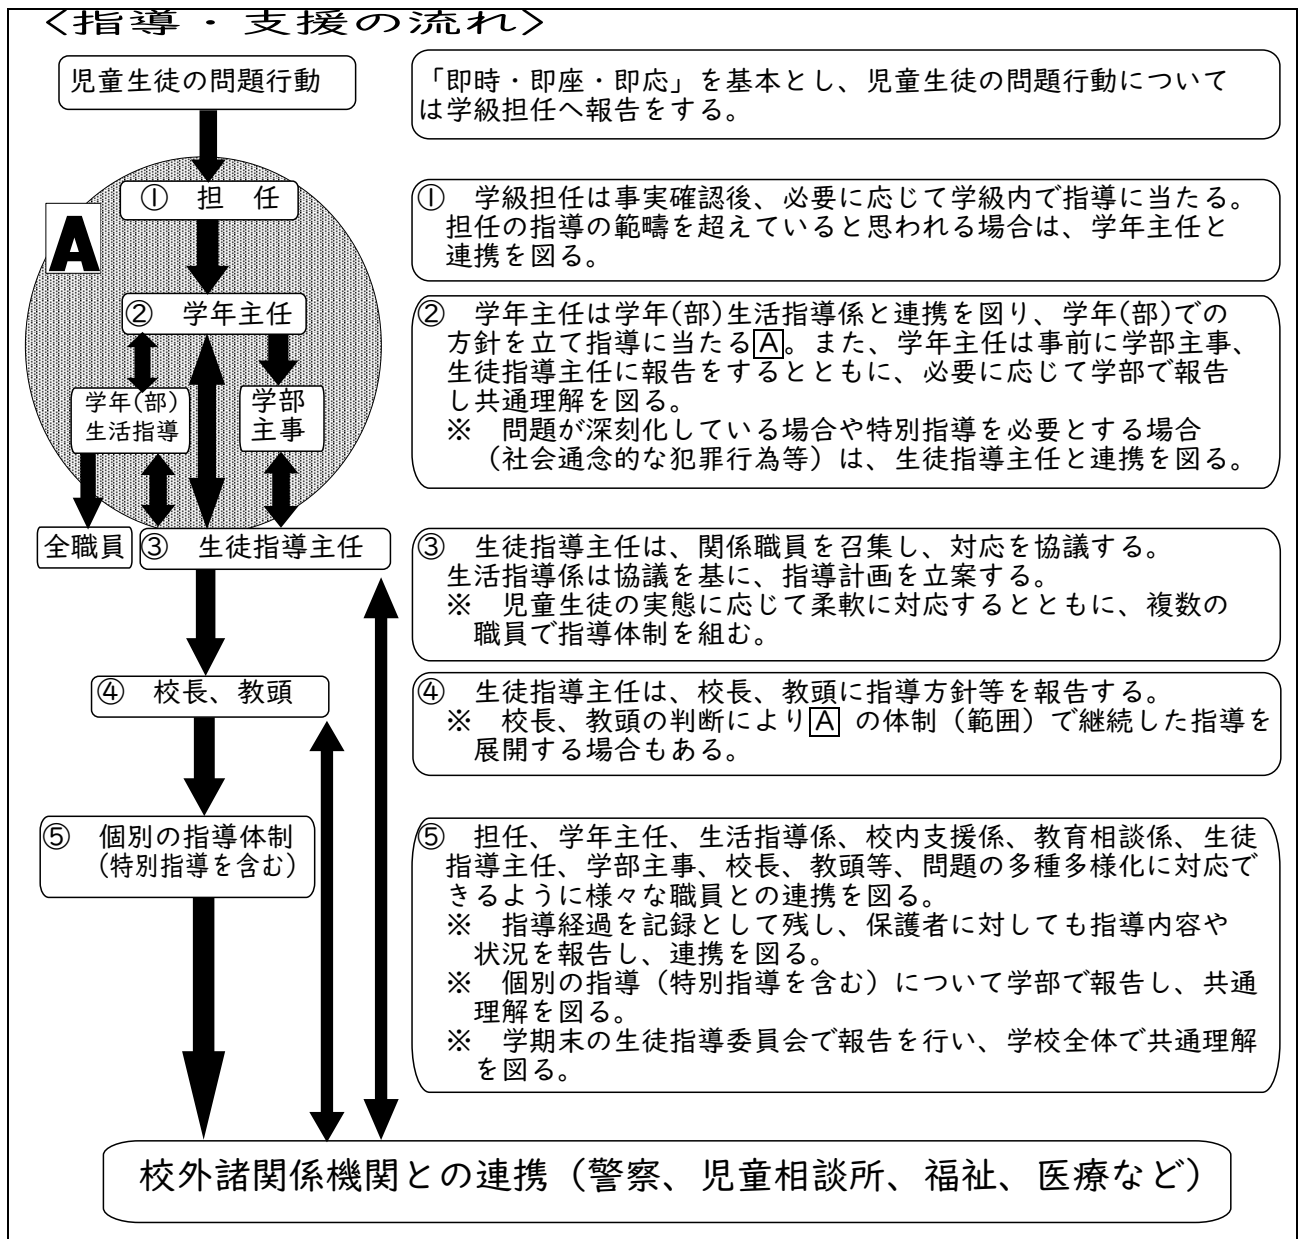 〈指導・支援の流れ〉
児童生徒の問題行動
「即時・即座・即応」を基本とし、児童生徒の問題行動について
は学級担任へ報告をする。
A
① 担 任
① 学級担任は事実確認後、必要に応じて学級内で指導に当たる。
担任の指導の範疇を超えていると思われる場合は、学年主任と
連携を図る。
② 学年主任
学年(部)
生活指導
学部
主事
② 学年主任は学年(部)生活指導係と連携を図り、学年(部)での
方針を立て指導に当たるA。また、学年主任は事前に学部主事、
生徒指導主任に報告をするとともに、必要に応じて学部で報告
し共通理解を図る。
※ 問題が深刻化している場合や特別指導を必要とする場合
（社会通念的な犯罪行為等）は、生徒指導主任と連携を図る。
全職員
③ 生徒指導主任
③ 生徒指導主任は、関係職員を召集し、対応を協議する。
生活指導係は協議を基に、指導計画を立案する。
※ 児童生徒の実態に応じて柔軟に対応するとともに、複数の
職員で指導体制を組む。
④ 校長、教頭
④ 生徒指導主任は、校長、教頭に指導方針等を報告する。
※ 校長、教頭の判断によりA の体制（範囲）で継続した指導を
展開する場合もある。
⑤ 個別の指導体制
（特別指導を含む）
⑤ 担任、学年主任、生活指導係、校内支援係、教育相談係、生徒
指導主任、学部主事、校長、教頭等、問題の多種多様化に対応で
きるように様々な職員との連携を図る。
※ 指導経過を記録として残し、保護者に対しても指導内容や
状況を報告し、連携を図る。
※ 個別の指導（特別指導を含む）について学部で報告し、共通
理解を図る。
※ 学期末の生徒指導委員会で報告を行い、学校全体で共通理解
を図る。
校外諸関係機関との連携（警察、児童相談所、福祉、医療など）